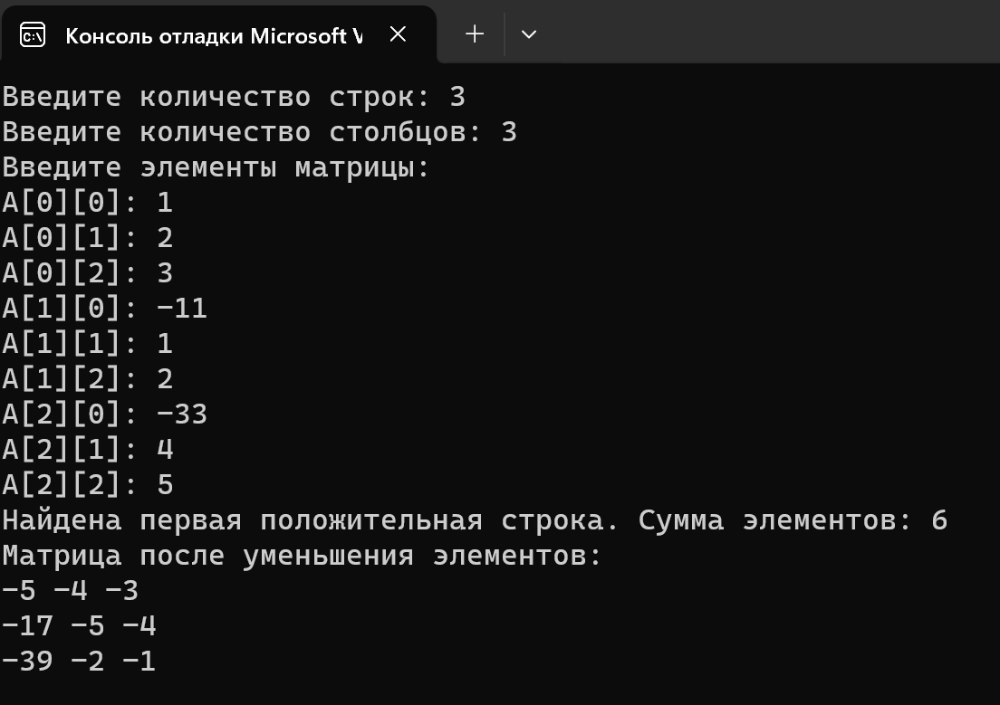 Консоль отладки Microsoft V
Введите количество строк: 3
Введите количество столбцов: 3
Введите элементы матрицы:
A[0][0]: 1
A[0][1]: 2
A[0][2]: 3
A[1][0]: -11
A[1][1]: 1
A[1][2]: 2
A[2][0]: -33
A[2][1]: 4
A[2][2]: 5
Найдена первая положительная строка. Сумма элементов: 6
Матрица после уменьшения элементов:
-5 -4 -3
-17 -5 -4
-39 -2 -1